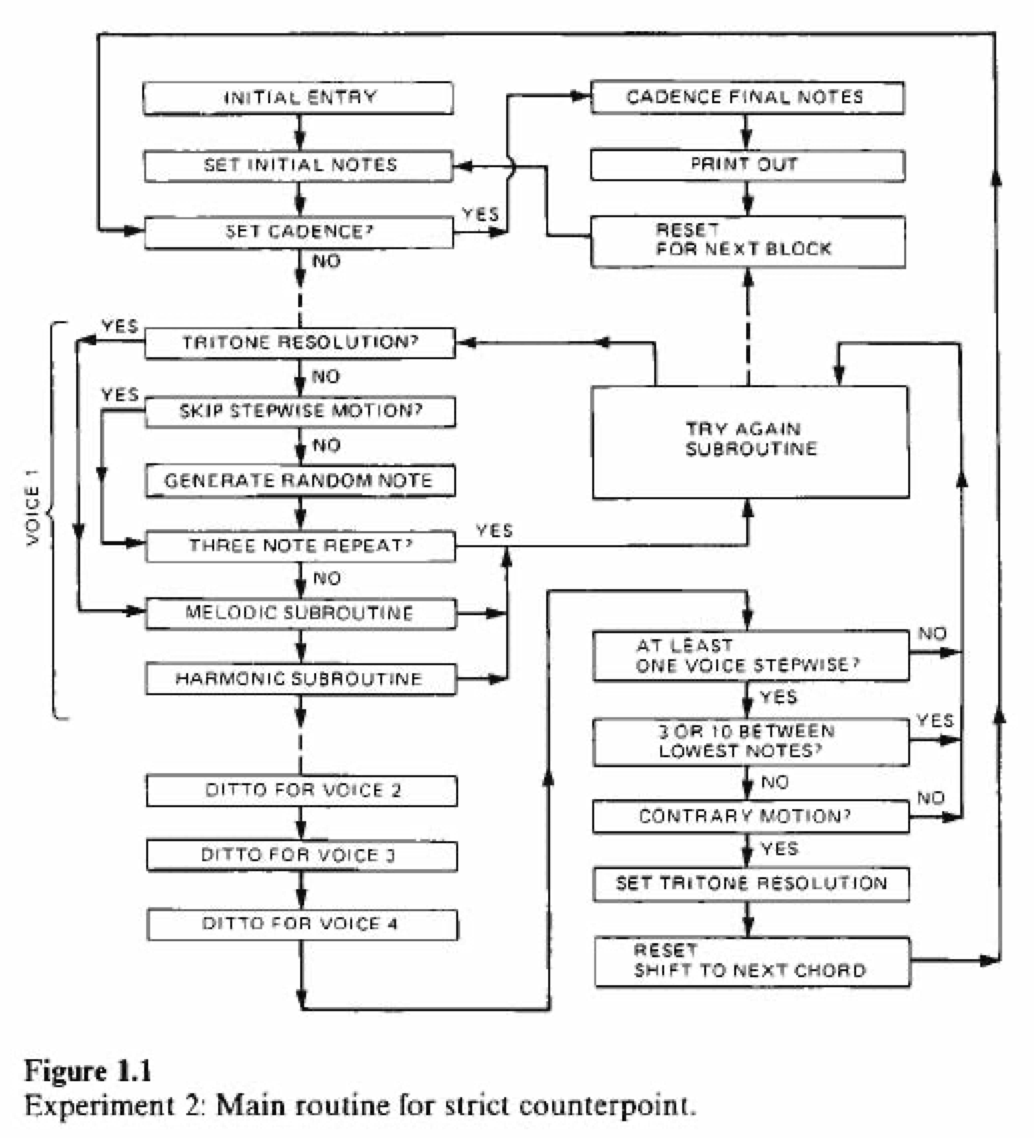 INITIAL ENTRY
SET INITIAL NOTES
SET CADENCE?
YES
NO
CADENCE FINAL NOTES
PRINT OUT
RESET
FOR NEXT BLOCK
VOICE 1
YES
TRITONE RESOLUTION?
NO
YES
SKIP STEPWISE MOTION?
NO
GENERATE RANDOM NOTE
THREE NOTE REPEAT?
YES
NO
MELODIC SUBROUTINE
HARMONIC SUBROUTINE
DITTO FOR VOICE 2
DITTO FOR VOICE 3
DITTO FOR VOICE 4
TRY AGAIN
SUBROUTINE
AT LEAST
ONE VOICE STEPWISE?
NO
YES
3 OR 10 BETWEEN
LOWEST NOTES?
YES
NO
CONTRARY MOTION?
NO
YES
SET TRITONE RESOLUTION
RESET
SHIFT TO NEXT CHORD
Figure 1.1
Experiment 2: Main routine for strict counterpoint.